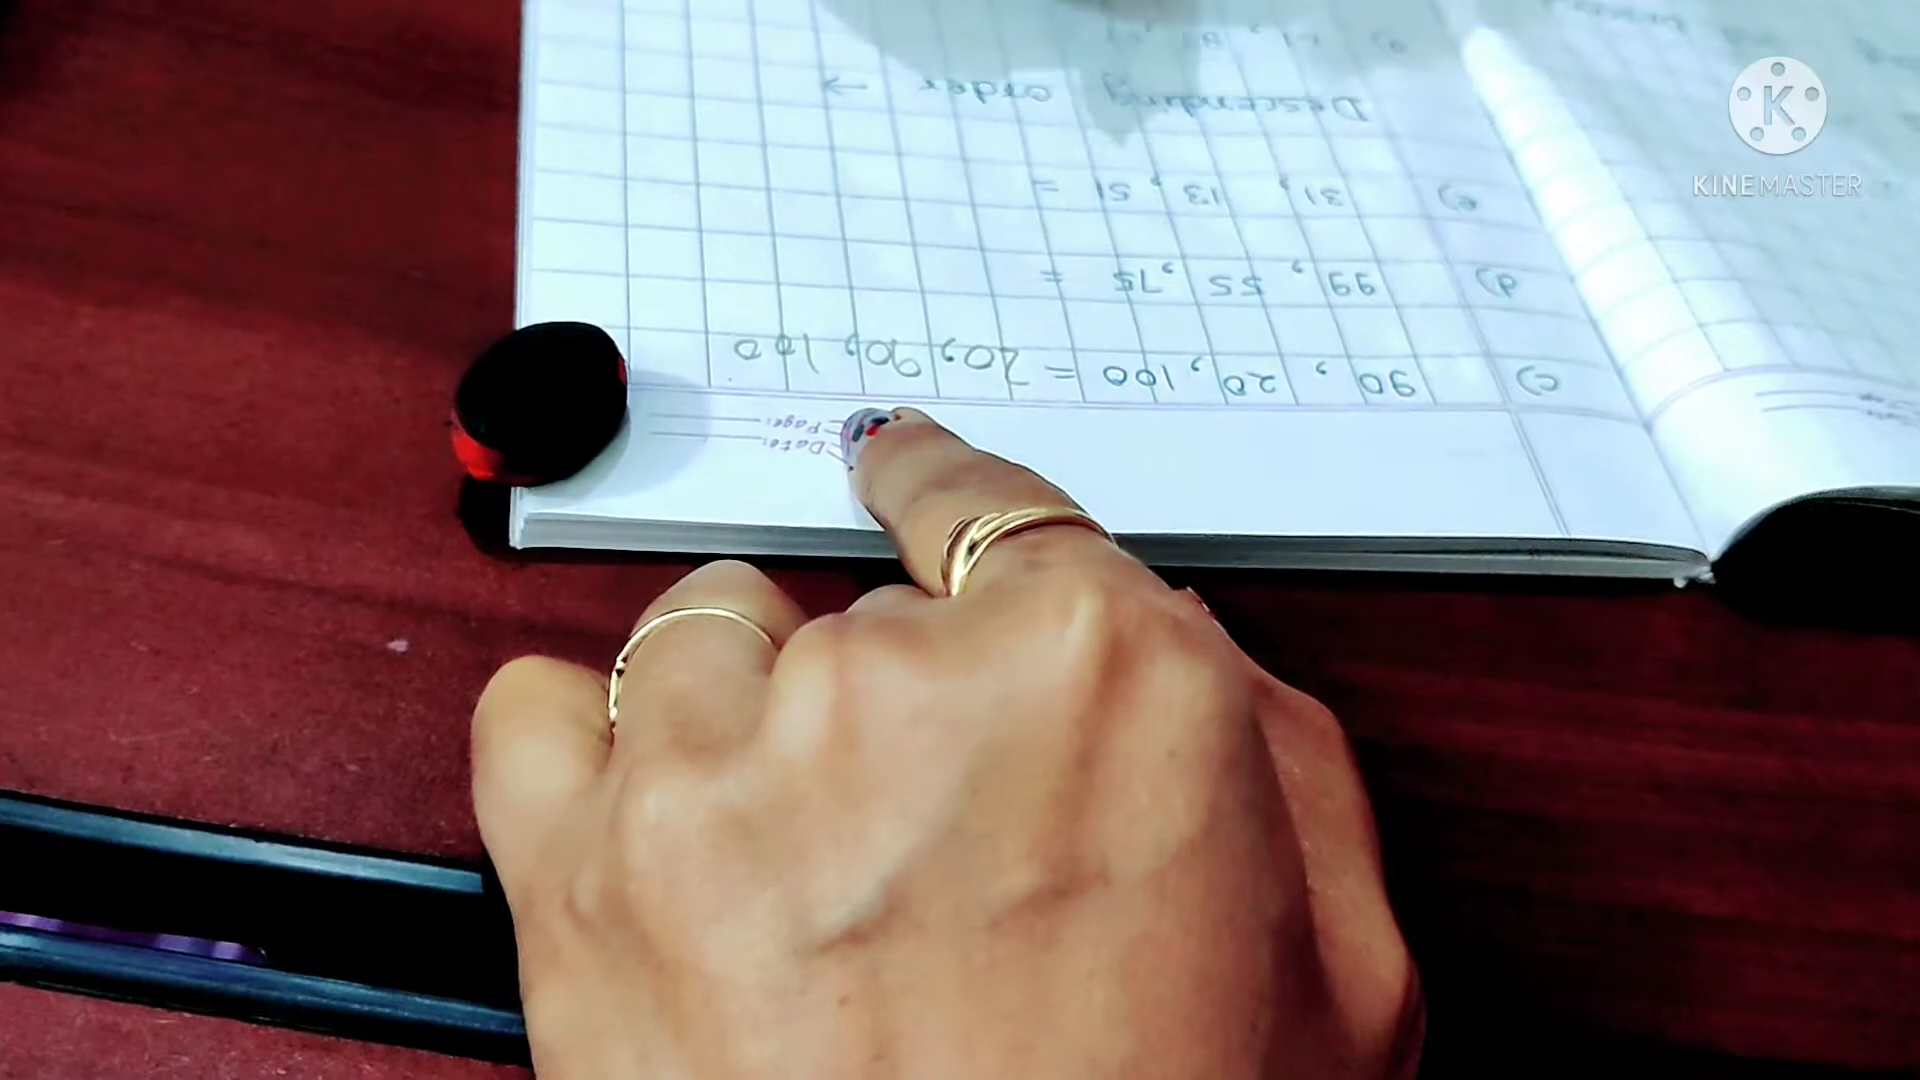 Date:
Page:
c) 90, 20, 100 = 20, 90, 100
d) 99, 55, 75 =
e) 31, 13, 51 =
Descending order →
a)
K
KINEMASTER